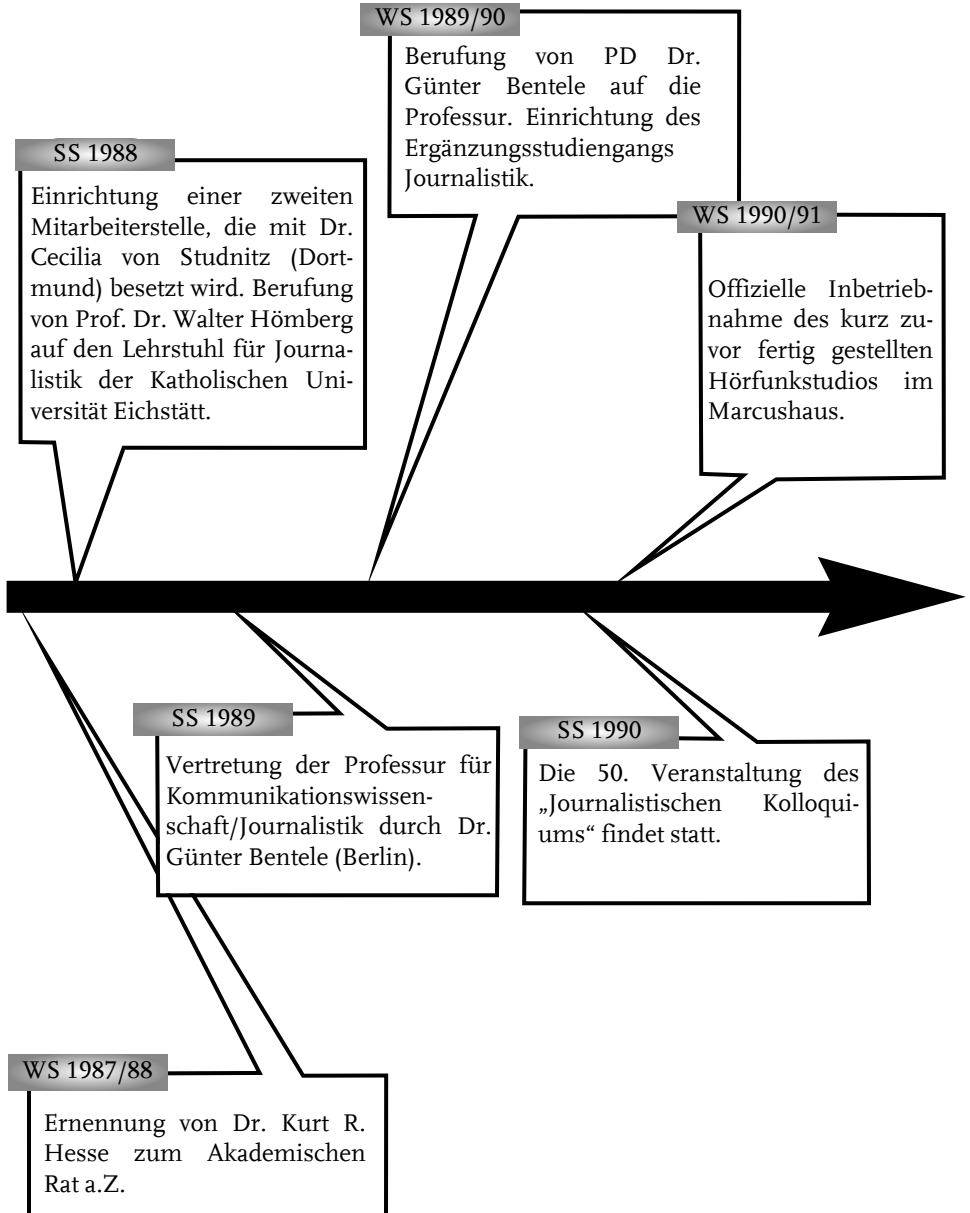 WS 1989/90
Berufung von PD Dr.
Günter Bentele auf die
Professur. Einrichtung des
Ergänzungsstudiengangs
Journalistik.
SS 1988
Einrichtung einer zweiten
Mitarbeiterstelle, die mit Dr.
Cecilia von Studnitz (Dort-
mund) besetzt wird. Berufung
von Prof. Dr. Walter Hömberg
auf den Lehrstuhl für Journa-
listik der Katholischen Uni-
versität Eichstätt.
WS 1990/91
Offizielle Inbetrieb-
nahme des kurz zu-
vor fertig gestellten
Hörfunkstudios im
Marcushaus.
SS 1989
Vertretung der Professur für
Kommunikationswissen-
schaft/Journalistik durch Dr.
Günter Bentele (Berlin).
SS 1990
Die 50. Veranstaltung des
„Journalistischen Kolloqui-
ums“ findet statt.
WS 1987/88
Ernennung von Dr. Kurt R.
Hesse zum Akademischen
Rat a.Z.